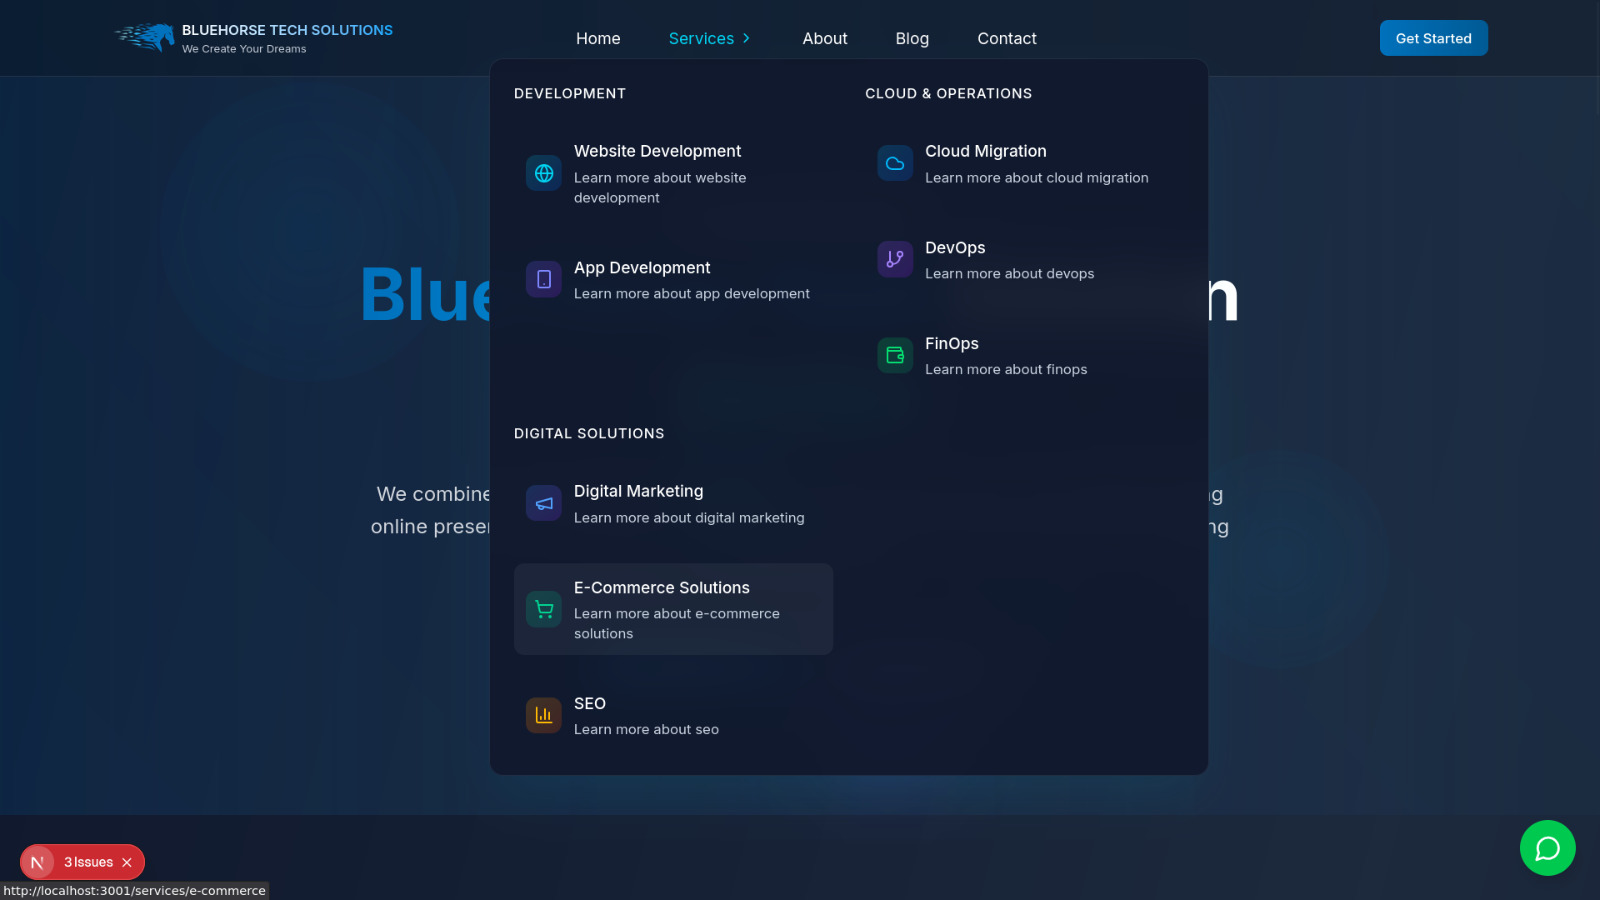 BLUEHORSE TECH SOLUTIONS
We Create Your Dreams
Home
Services
About
Blog
Contact
Get Started
DEVELOPMENT
Website Development
Learn more about website
development
App Development
Learn more about app development
CLOUD & OPERATIONS
Cloud Migration
Learn more about cloud migration
DevOps
Learn more about devops
FinOps
Learn more about finops
DIGITAL SOLUTIONS
Digital Marketing
Learn more about digital marketing
E-Commerce Solutions
Learn more about e-commerce
solutions
SEO
Learn more about seo
Blue
n
We combine
ng
online preser
ng
N
3 Issues
http://localhost:3001/services/e-commerce